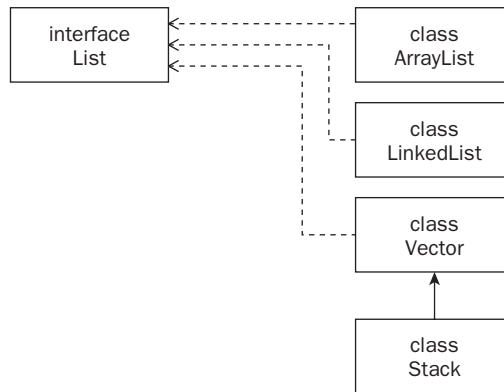 interface
List
class
ArrayList
class
LinkedList
class
Vector
class
Stack